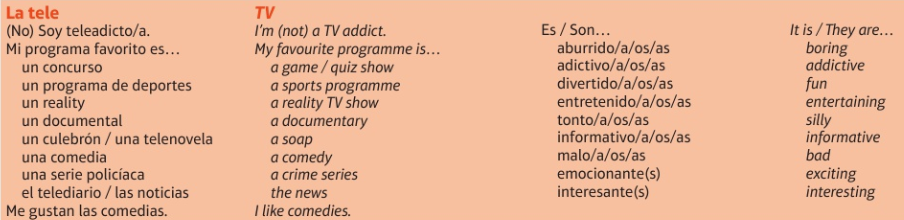 La tele TV
(No) Soy teleadicto/a. I'm (not) a TV addict.
Mi programa favorito es… My favourite programme is…
un concurso a game / quiz show
un programa de deportes a sports programme
un reality a reality TV show
un documental a documentary
un culebrón / una telenovela a soap
una comedia a comedy
una serie policíaca a crime series
el telediario / las noticias the news
Me gustan las comedias. I like comedies.
Es / Son… It is / They are…
aburrido/a/os/as boring
adictivo/a/os/as addictive
divertido/a/os/as fun
entretenido/a/os/as entertaining
tonto/a/os/as silly
informativo/a/os/as informative
malo/a/os/as bad
emocionante(s) exciting
interesante(s) interesting